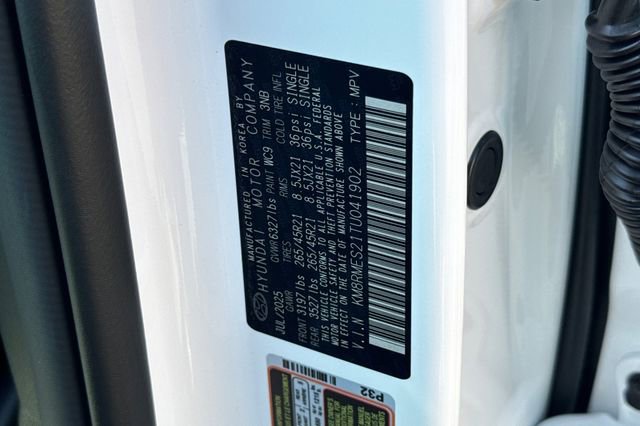 MANUFACTURED IN KOREA BY
HYUNDAI MOTOR COMPANY
JUL/2025 GVWR 6327lbs PAINT WC9 TRIM 3NB
GAWR TIRES RIMS COLD TIRE INFL
FRONT 3197lbs 265/45R21 8.5JX21 36psi SINGLE
REAR 3527lbs 265/45R21 8.5JX21 36psi SINGLE
THIS VEHICLE CONFORMS TO ALL APPLICABLE U.S.A. FEDERAL
MOTOR VEHICLE SAFETY AND THEFT PREVENTION STANDARDS
IN EFFECT ON THE DATE OF MANUFACTURE SHOWN ABOVE
V.I.N KM8RMES21TU041902 TYPE : MPV
P32